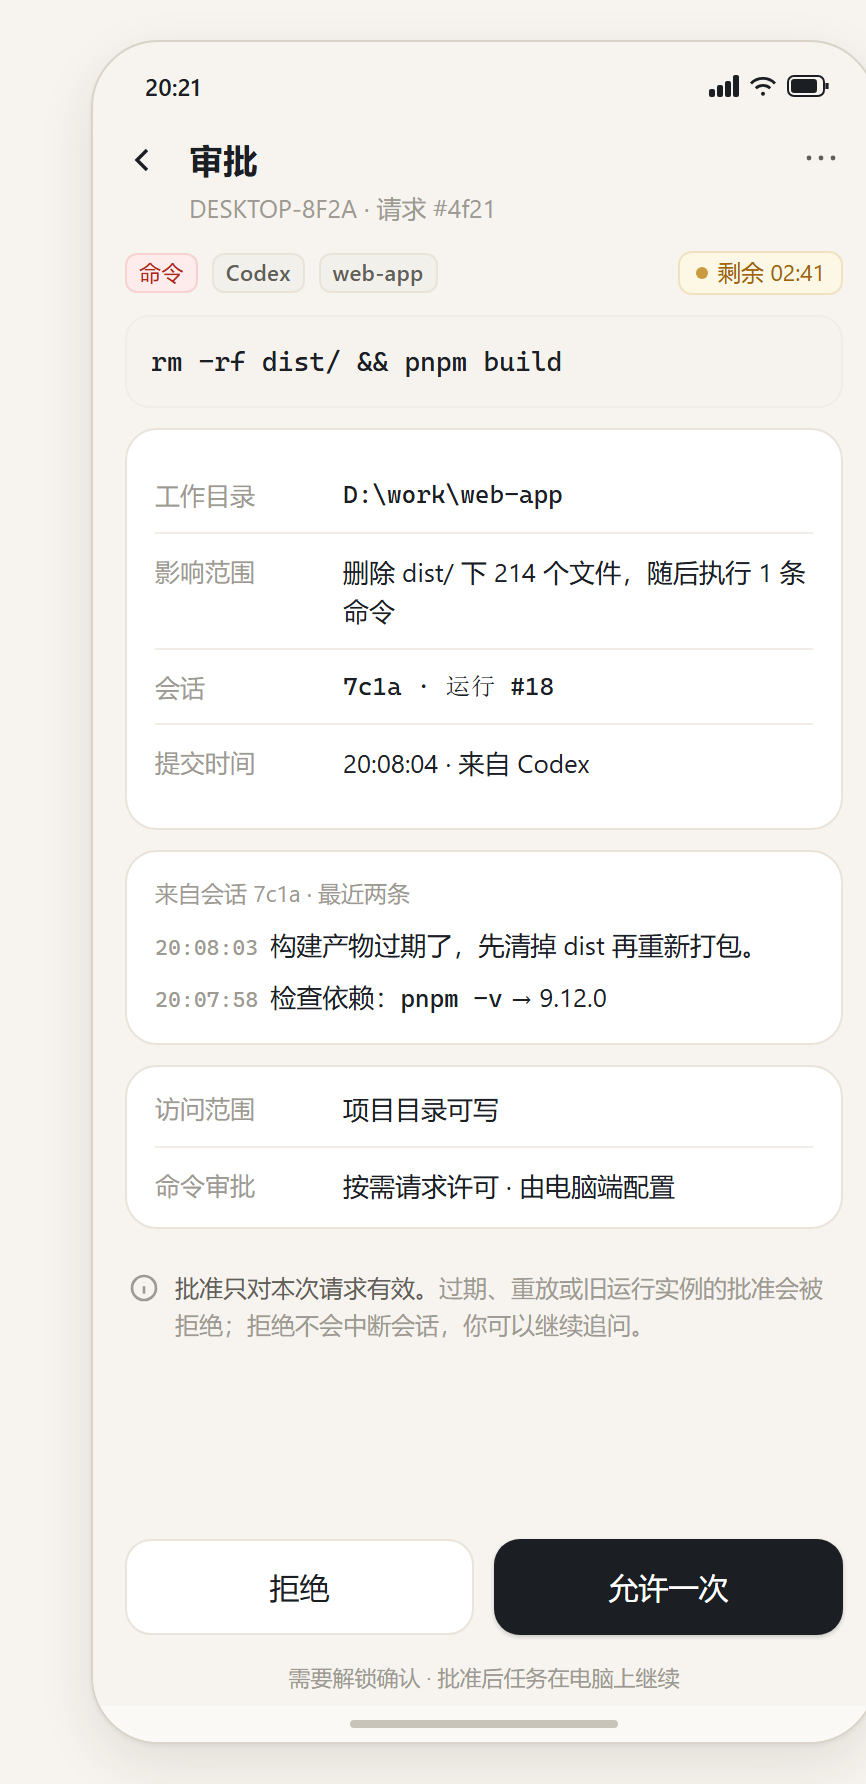 20:21
审批
DESKTOP-8F2A · 请求 #4f21
命令 Codex web-app 剩余 02:41
rm -rf dist/ && pnpm build
工作目录 D:\work\web-app
影响范围 删除 dist/ 下 214 个文件，随后执行 1 条
命令
会话 7c1a · 运行 #18
提交时间 20:08:04 · 来自 Codex
来自会话 7c1a · 最近两条
20:08:03 构建产物过期了，先清掉 dist 再重新打包。
20:07:58 检查依赖：pnpm -v → 9.12.0
访问范围 项目目录可写
命令审批 按需请求许可 · 由电脑端配置
批准只对本次请求有效。过期、重放或旧运行实例的批准会被
拒绝；拒绝不会中断会话，你可以继续追问。
拒绝 允许一次
需要解锁确认 · 批准后任务在电脑上继续